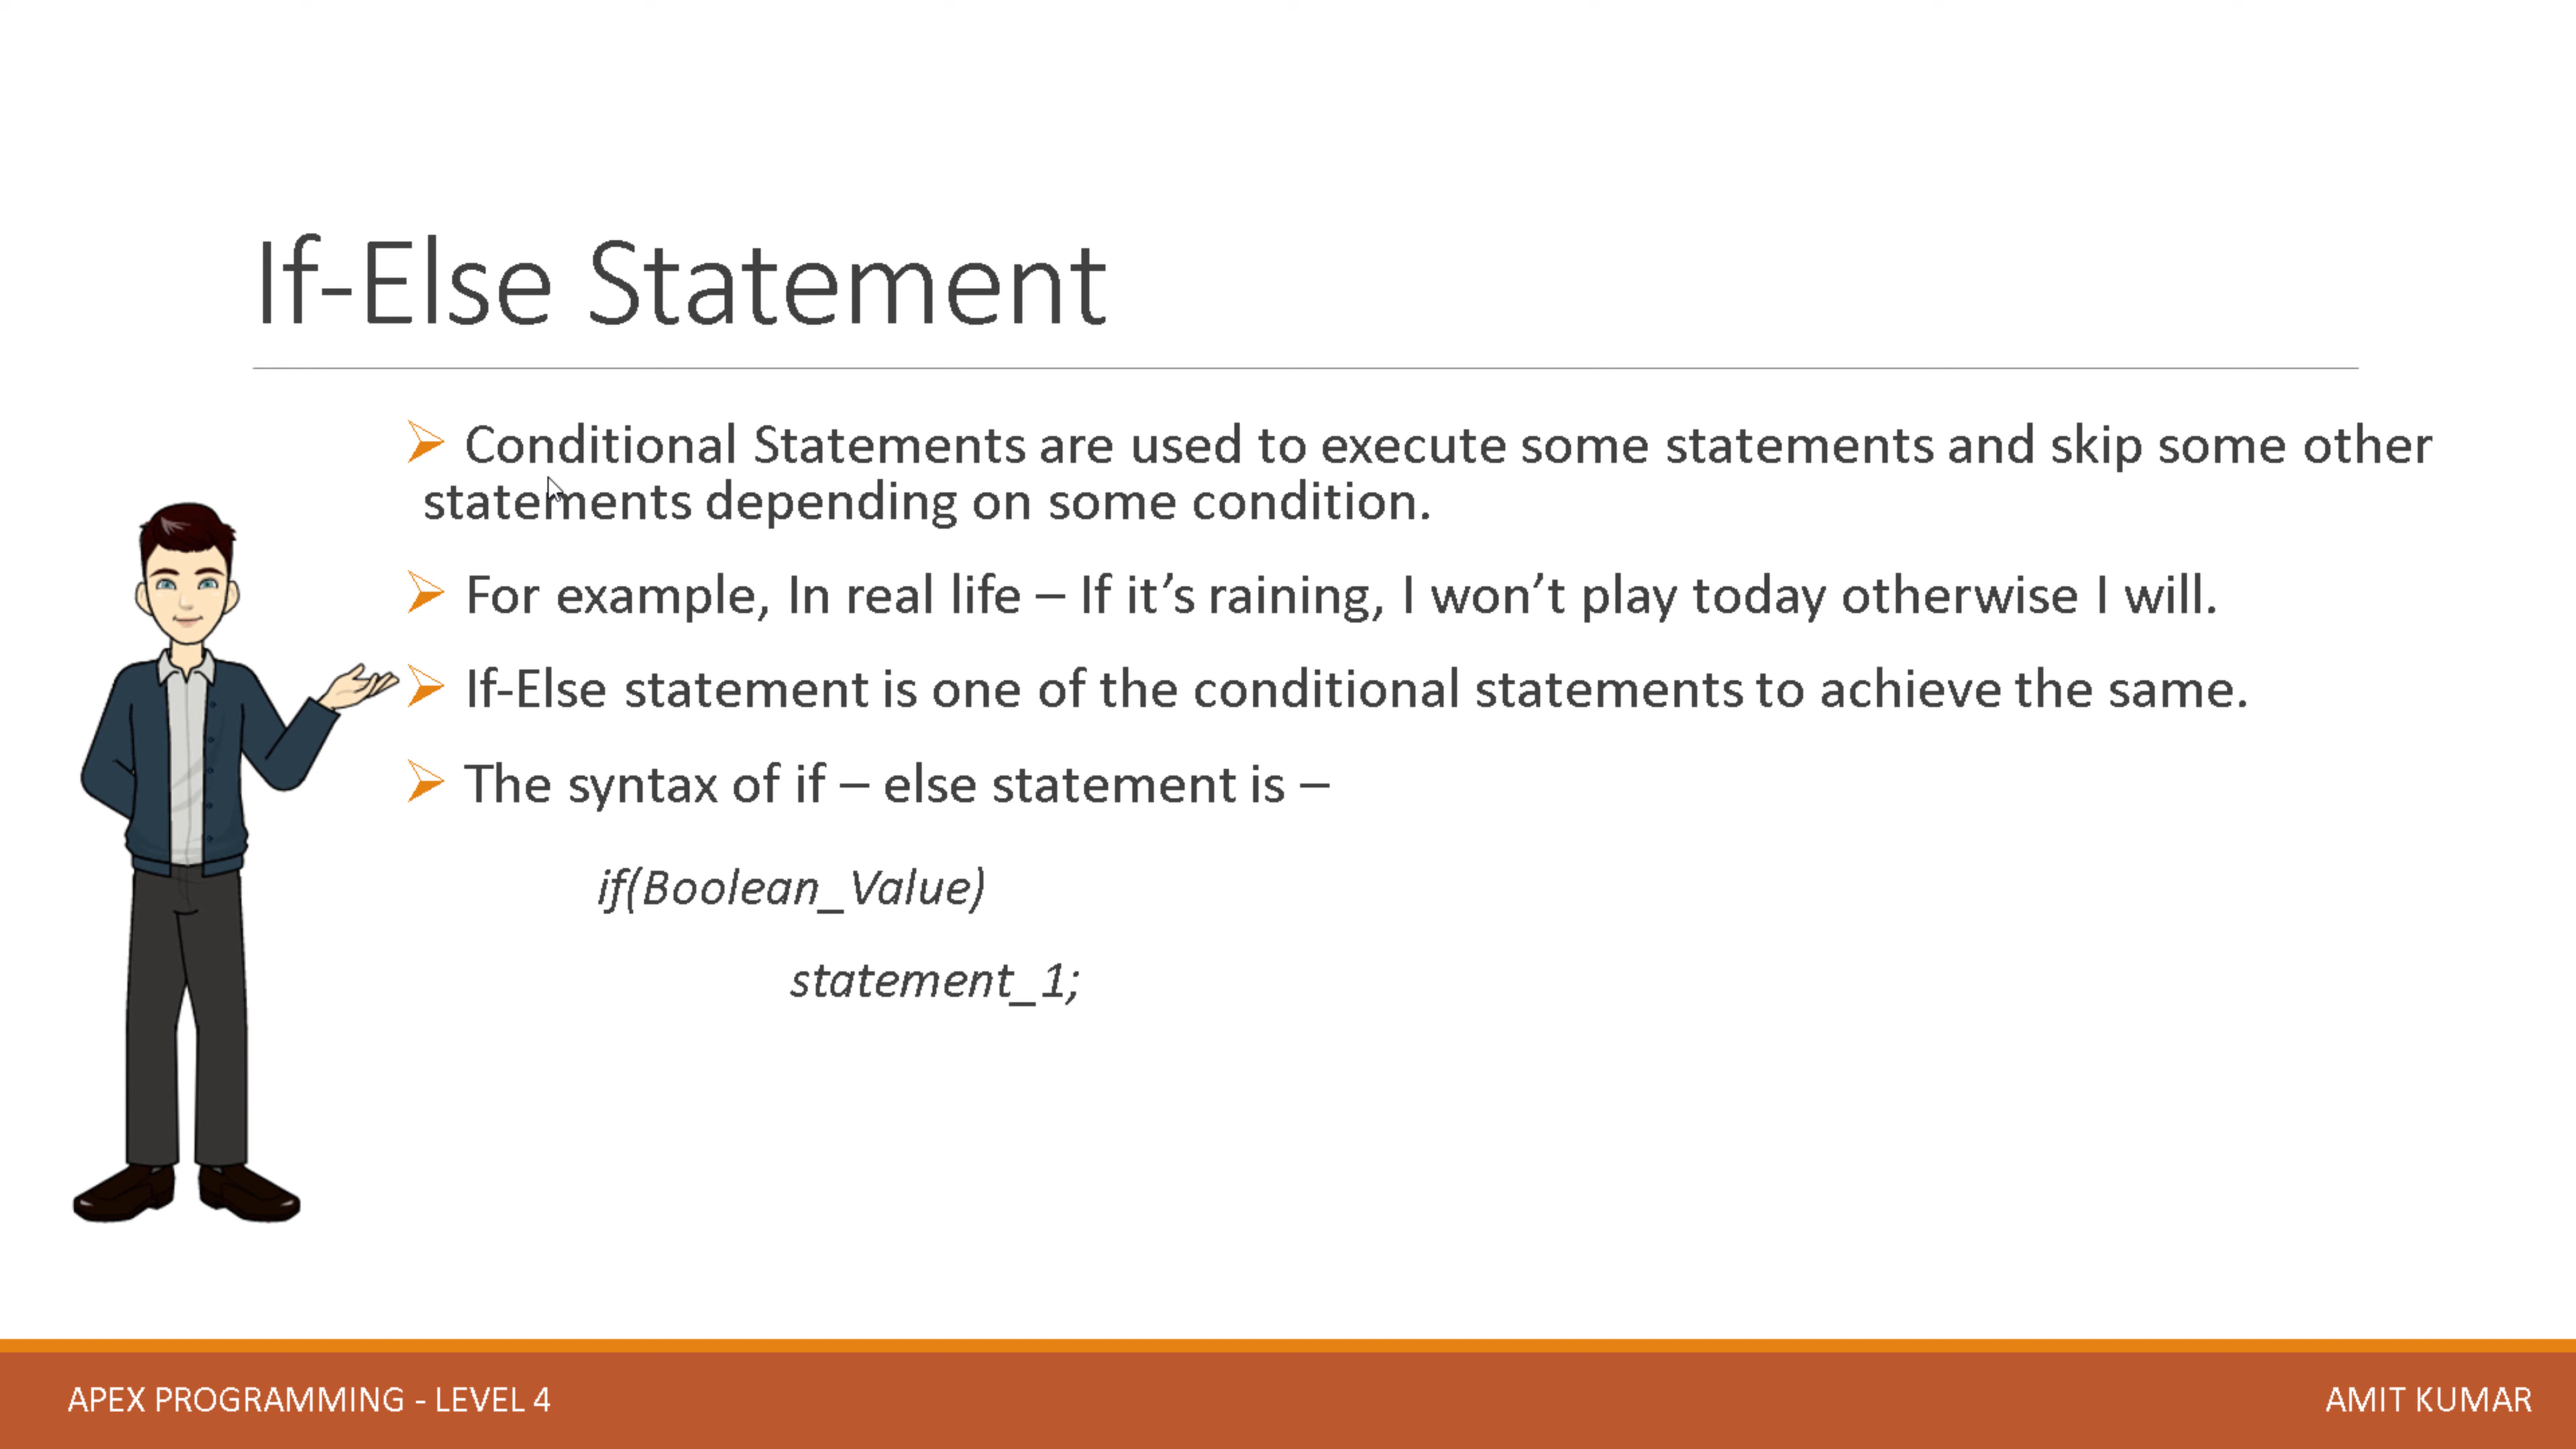 If-Else Statement
Conditional Statements are used to execute some statements and skip some other
statements depending on some condition.
For example, In real life – If it’s raining, I won’t play today otherwise I will.
If-Else statement is one of the conditional statements to achieve the same.
The syntax of if – else statement is –
if(Boolean_Value)
statement_1;
APEX PROGRAMMING - LEVEL 4
AMIT KUMAR